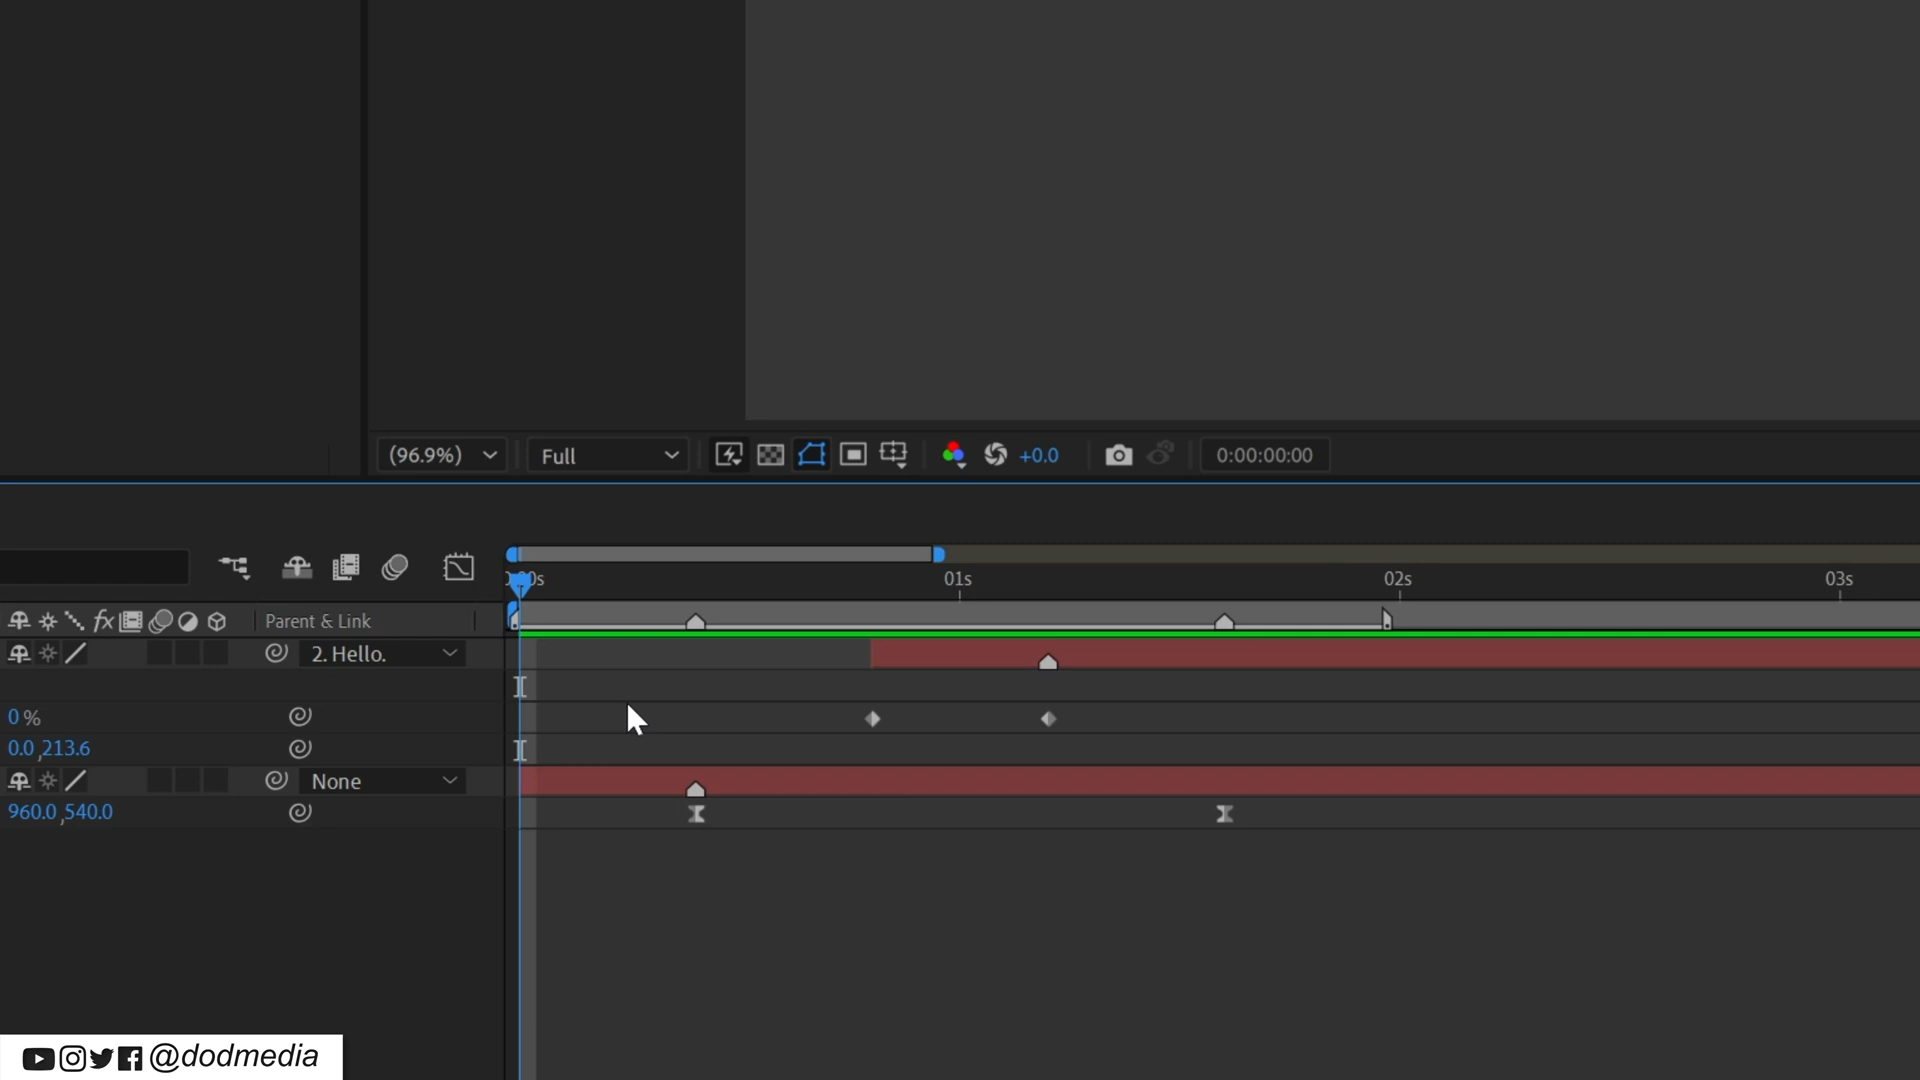 (96.9%) Full +0.0 0:00:00:00
01s 02s 03s
fx Parent & Link
2. Hello.
0 %
0.0 ,213.6
None
960.0 ,540.0
@dodmedia